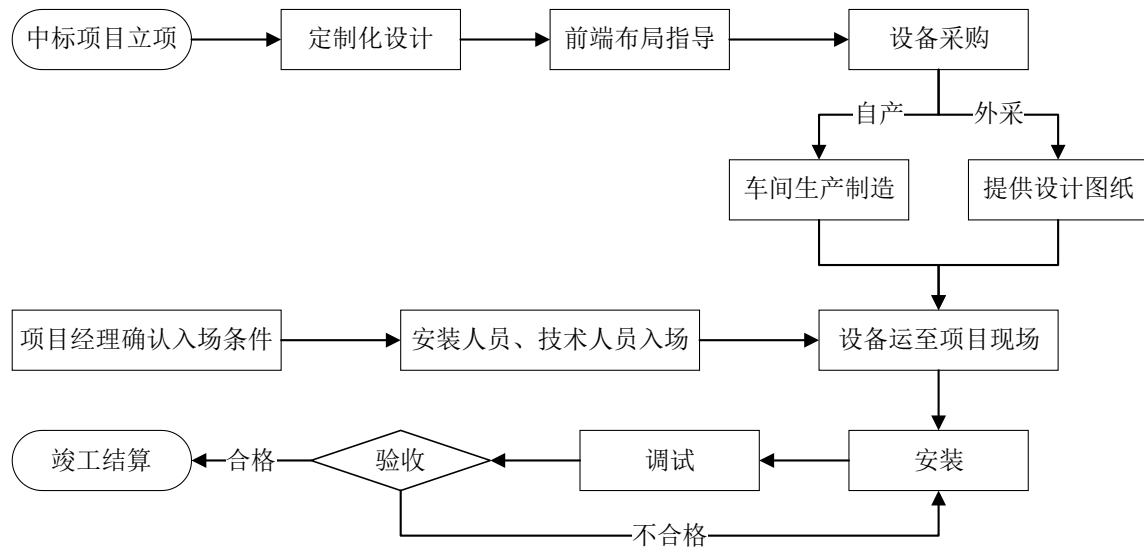 中标项目立项
定制化设计
前端布局指导
设备采购
自产
外采
车间生产制造
提供设计图纸
项目经理确认入场条件
安装人员、技术人员入场
设备运至项目现场
竣工结算
合格
验收
调试
安装
不合格